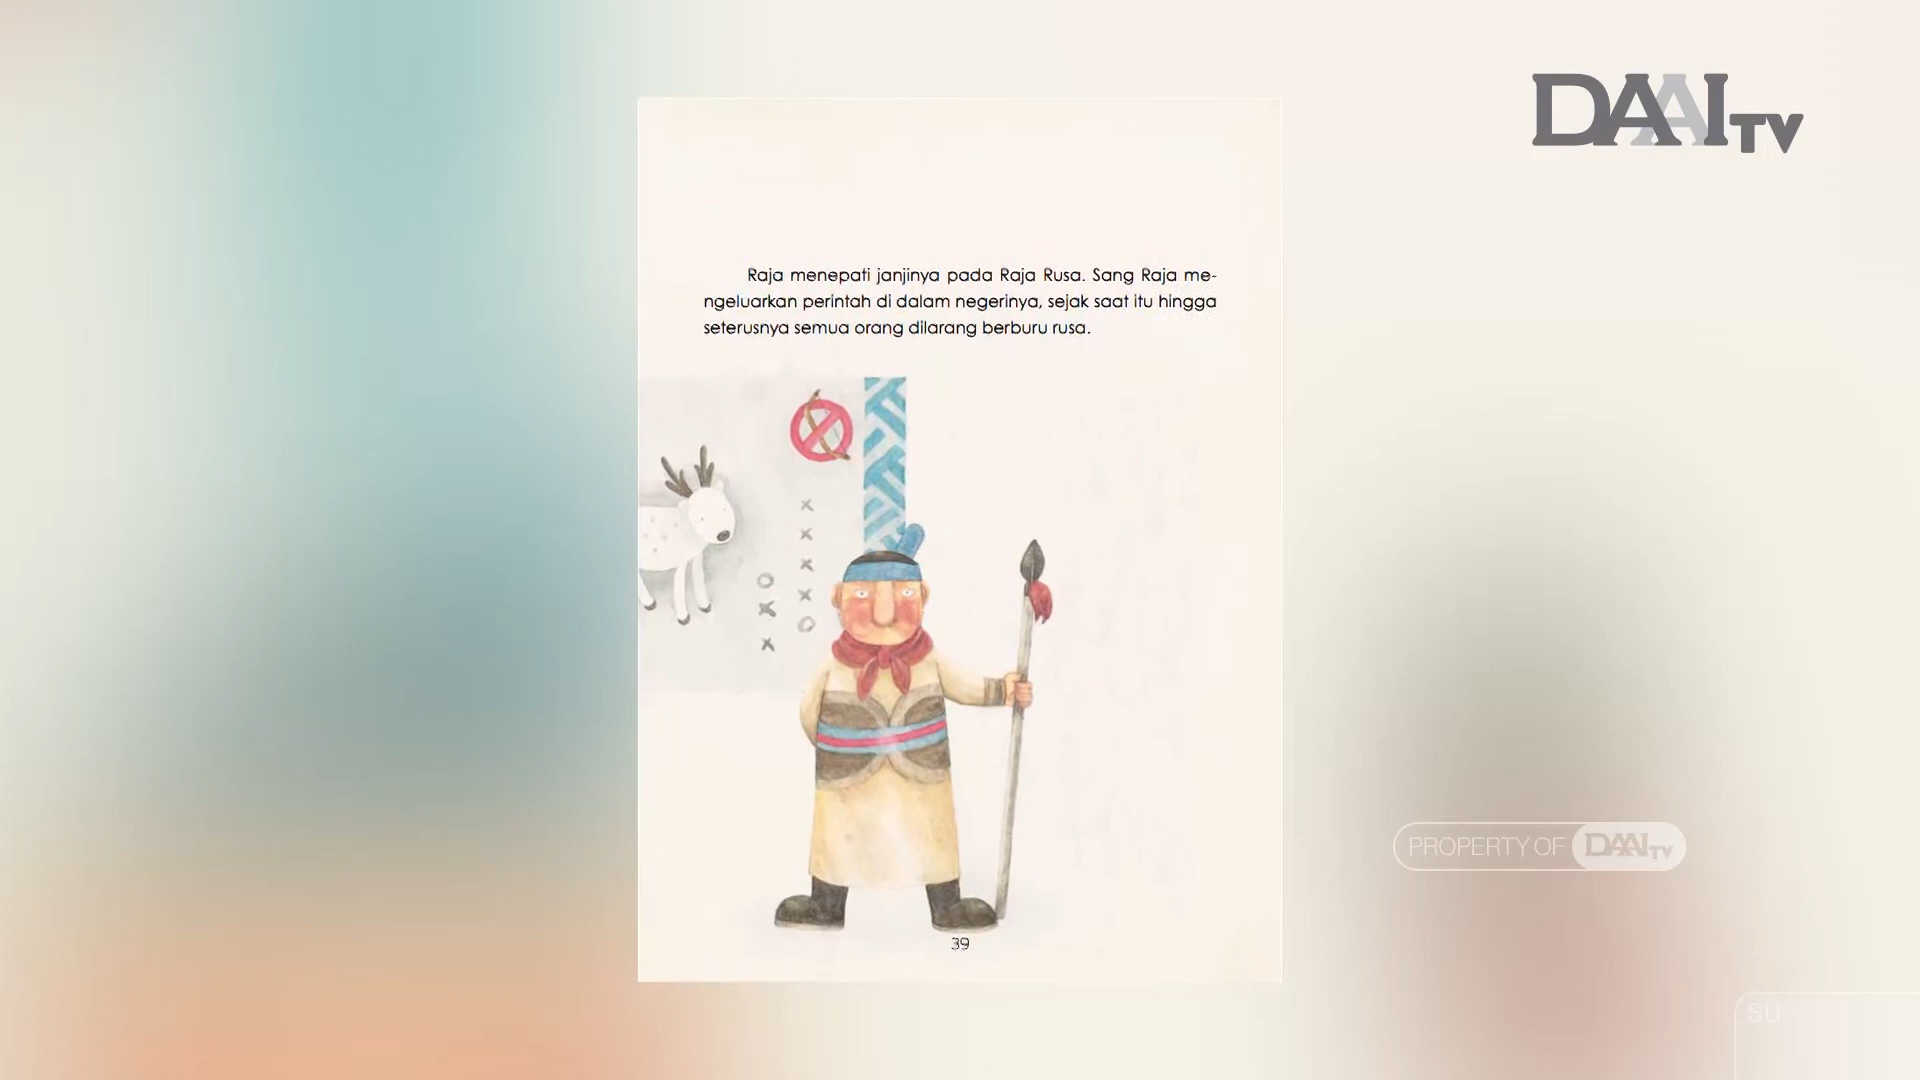 DAAI TV
Raja menepati janjinya pada Raja Rusa. Sang Raja me-
ngeluarkan perintah di dalam negerinya, sejak saat itu hingga
seterusnya semua orang dilarang berburu rusa.
39
PROPERTY OF DAAI TV
SU